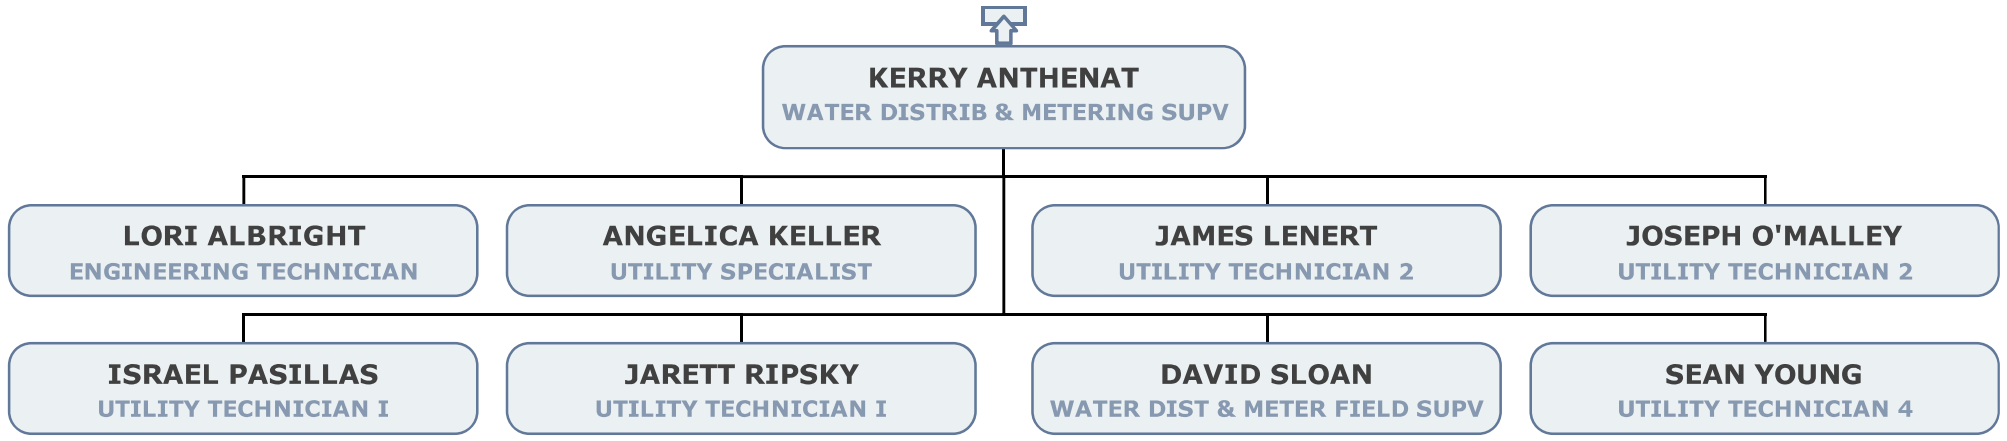 KERRY ANTHENAT
WATER DISTRIB & METERING SUPV
LORI ALBRIGHT
ENGINEERING TECHNICIAN
ANGELICA KELLER
UTILITY SPECIALIST
JAMES LENERT
UTILITY TECHNICIAN 2
JOSEPH O'MALLEY
UTILITY TECHNICIAN 2
ISRAEL PASILLAS
UTILITY TECHNICIAN I
JARETT RIPSKY
UTILITY TECHNICIAN I
DAVID SLOAN
WATER DIST & METER FIELD SUPV
SEAN YOUNG
UTILITY TECHNICIAN 4